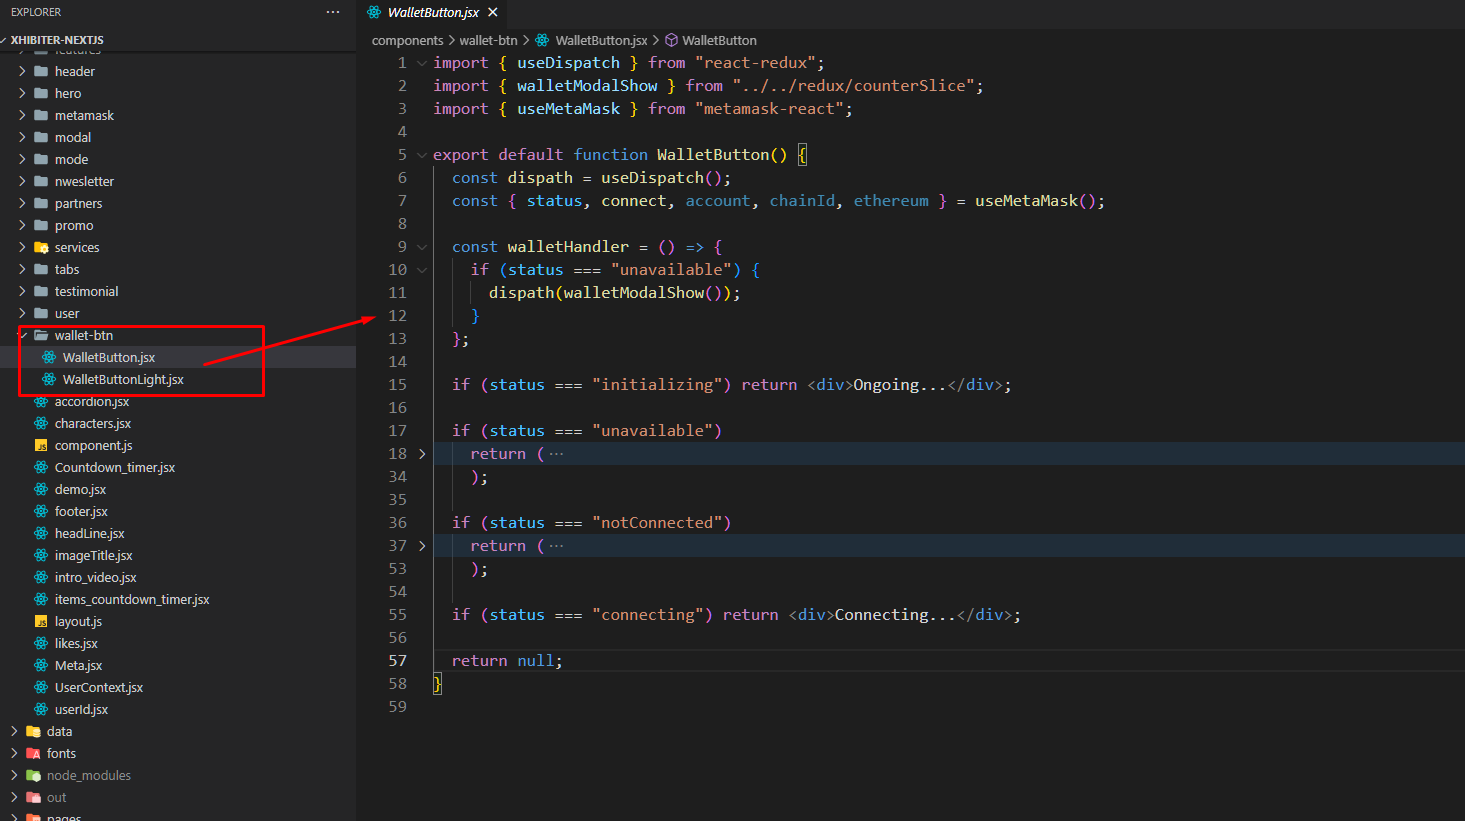 EXPLORER
XHIBITER-NEXTJS
features
header
hero
metamask
modal
mode
nwesletter
partners
promo
services
tabs
testimonial
user
wallet-btn
WalletButton.jsx
WalletButtonLight.jsx
accordion.jsx
characters.jsx
component.js
Countdown_timer.jsx
demo.jsx
footer.jsx
headLine.jsx
imageTitle.jsx
intro_video.jsx
items_countdown_timer.jsx
layout.js
likes.jsx
Meta.jsx
UserContext.jsx
userId.jsx
data
fonts
node_modules
out
pages
WalletButton.jsx
components > wallet-btn > WalletButton.jsx > WalletButton
1 import { useDispatch } from "react-redux";
2 import { walletModalShow } from "../../redux/counterSlice";
3 import { useMetaMask } from "metamask-react";
4
5 export default function WalletButton() {
6 const dispath = useDispatch();
7 const { status, connect, account, chainId, ethereum } = useMetaMask();
8
9 const walletHandler = () => {
10 if (status === "unavailable") {
11 dispath(walletModalShow());
12 }
13 };
14
15 if (status === "initializing") return <div>Ongoing...</div>;
16
17 if (status === "unavailable")
18 return ( ...
34 );
35
36 if (status === "notConnected")
37 return ( ...
53 );
54
55 if (status === "connecting") return <div>Connecting...</div>;
56
57 return null;
58 }
59